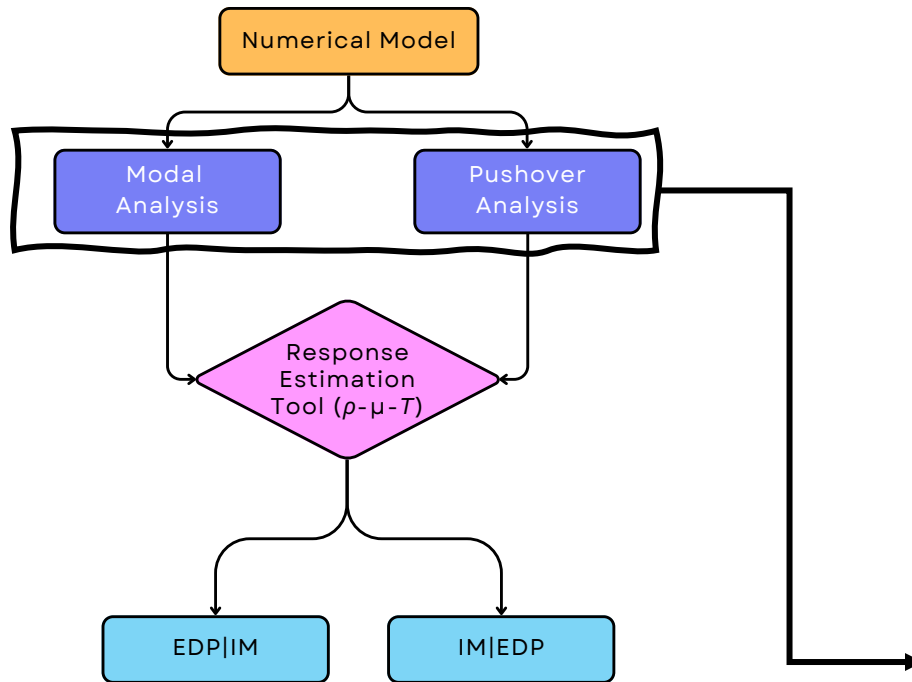 Numerical Model
Modal
Analysis
Pushover
Analysis
Response
Estimation
Tool (ρ-μ-T)
EDP|IM
IM|EDP